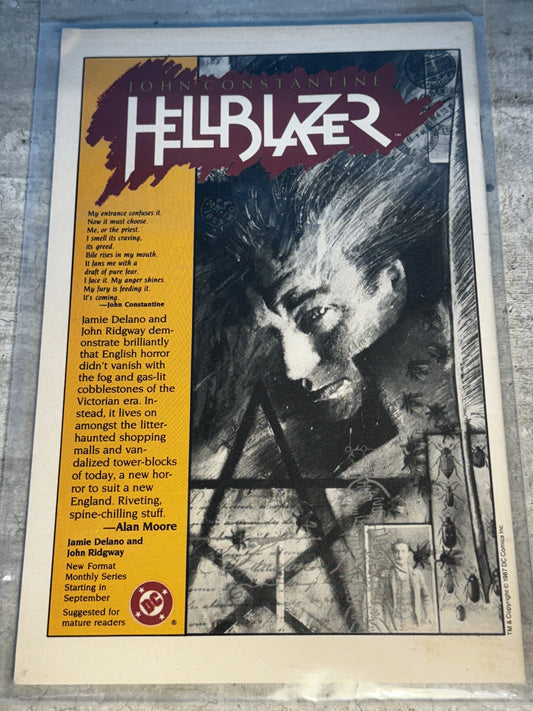 JOHN CONSTANTINE
HELLBLAZER ™
My entrance confuses it.
Now it must choose.
Me, or the priest.
I smell its craving,
its greed.
Bile rises in my mouth.
It fans me with a
draft of pure fear.
I face it. My anger shines.
My fury is feeding it.
It's coming.
—John Constantine
Jamie Delano and
John Ridgway dem-
onstrate brilliantly
that English horror
didn't vanish with
the fog and gas-lit
cobblestones of the
Victorian era. In-
stead, it lives on
amongst the litter-
haunted shopping
malls and van-
dalized tower-blocks
of today, a new hor-
ror to suit a new
England. Riveting,
spine-chilling stuff.
—Alan Moore
Jamie Delano and
John Ridgway
New Format
Monthly Series
Starting in
September
Suggested for
mature readers
DC
®
TM & Copyright © 1987 DC Comics Inc.